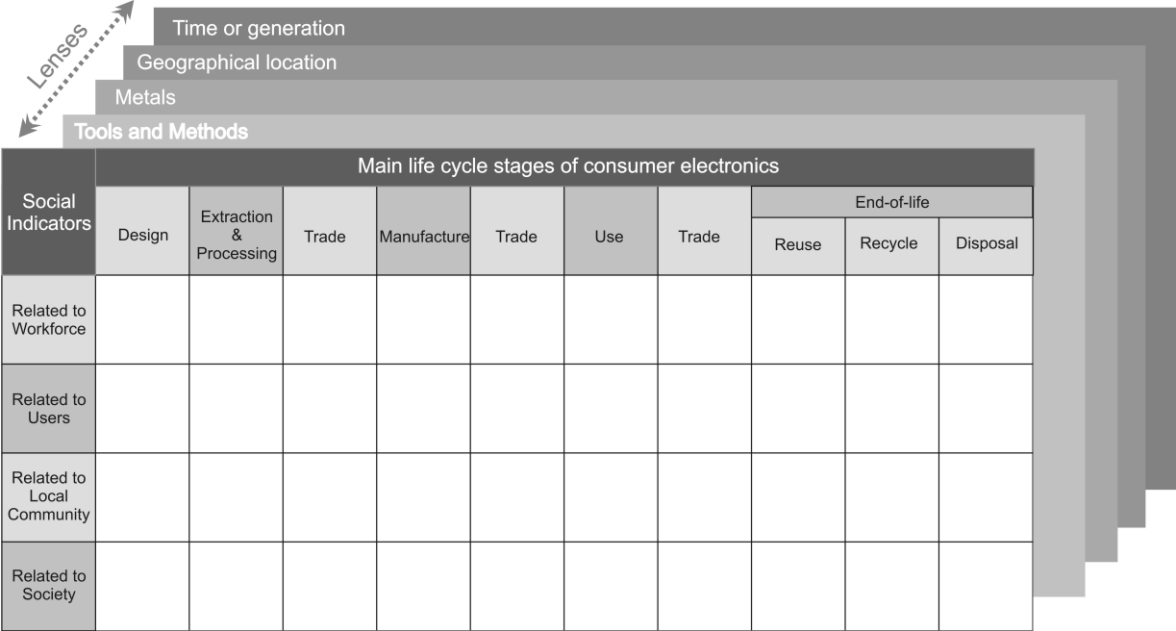 Lenses
Time or generation
Geographical location
Metals
Tools and Methods
Social
Indicators
Main life cycle stages of consumer electronics
Design
Extraction
&
Processing
Trade
Manufacture
Trade
Use
Trade
End-of-life
Reuse
Recycle
Disposal
Related to
Workforce
Related to
Users
Related to
Local
Community
Related to
Society